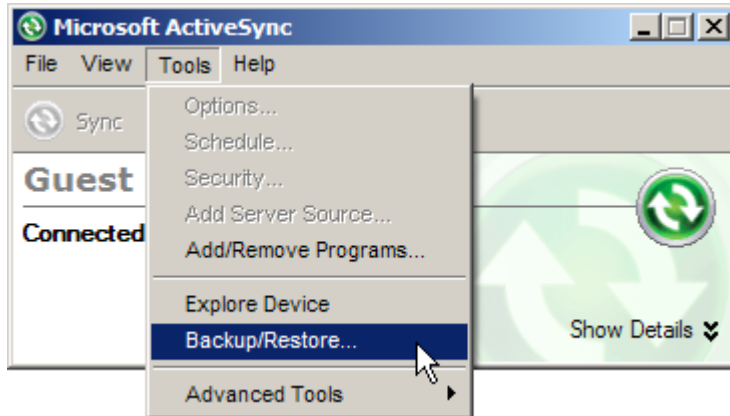 Microsoft ActiveSync
File View Tools Help
Sync
Options...
Schedule...
Guest
Security...
Add Server Source...
Connected
Add/Remove Programs...
Explore Device
Backup/Restore...
Show Details
Advanced Tools